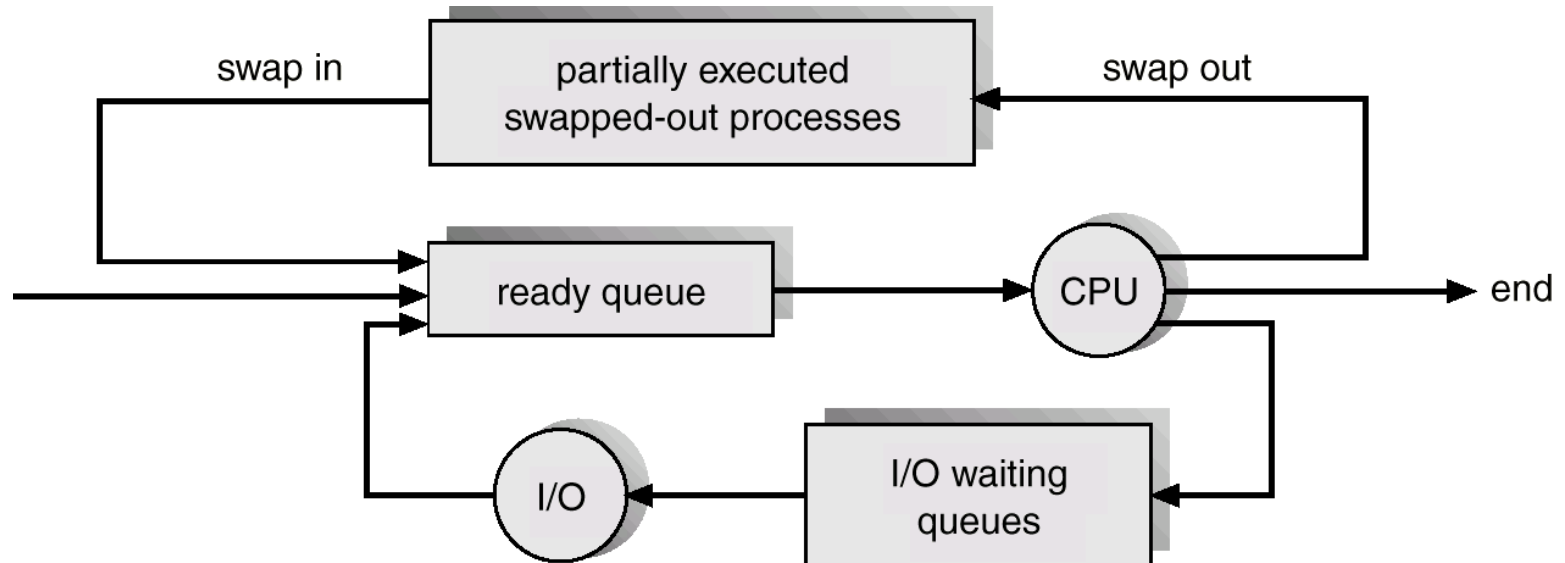 swap in
partially executed
swapped-out processes
swap out
ready queue
CPU
end
I/O
I/O waiting
queues